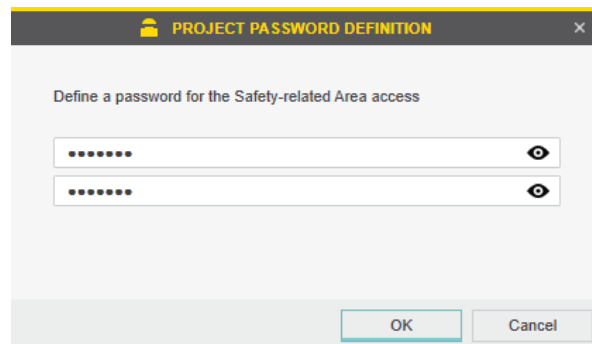 PROJECT PASSWORD DEFINITION
Define a password for the Safety-related Area access
•••••••
•••••••
OK Cancel